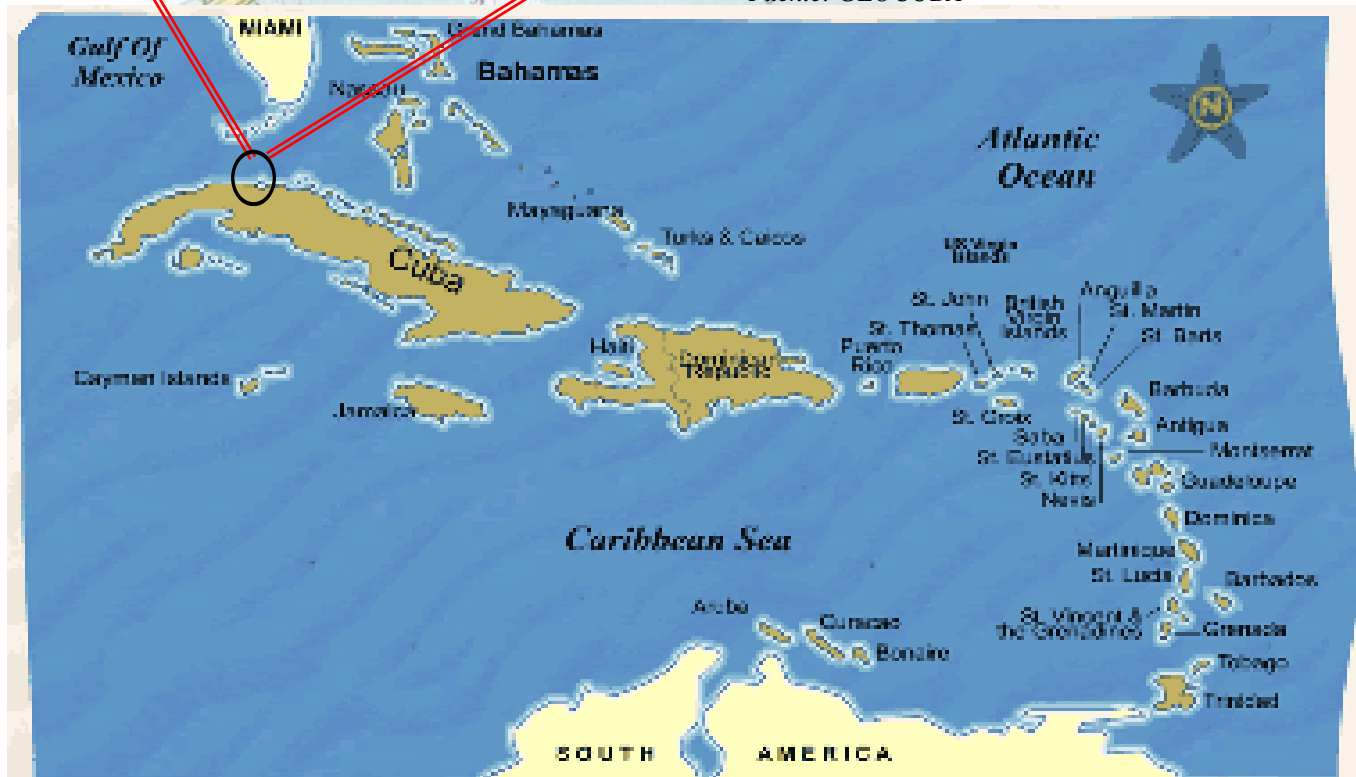 MIAMI
Gulf Of
Mexico
Grand Bahamas
Bahamas
Nassau
N
Atlantic
Ocean
Mayaguana
Turks & Caicos
Cuba
US Virgin
Islands
St. John
British
Virgin
Islands
Anguilla
St. Martin
St. Barts
St. Thomas
Puerto
Rico
Haiti
Dominican
Republic
Cayman Islands
Jamaica
St. Croix
Saba
St. Eustatius
St. Kitts
Nevis
Barbuda
Antigua
Montserrat
Guadeloupe
Dominica
Caribbean Sea
Martinique
St. Lucia
Barbados
St. Vincent &
the Grenadines
Grenada
Aruba
Curacao
Bonaire
Tobago
Trinidad
SOUTH AMERICA